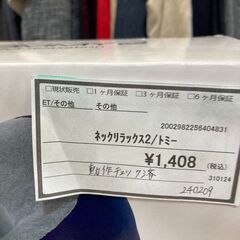 □現状販売 □1ヶ月保証 □3ヶ月保証 □6ヶ月保証
ET/その他 その他
2002982256404831
ネックリラックス2/トミー
¥1,408 (税込)
310124
動作チェック済
240209